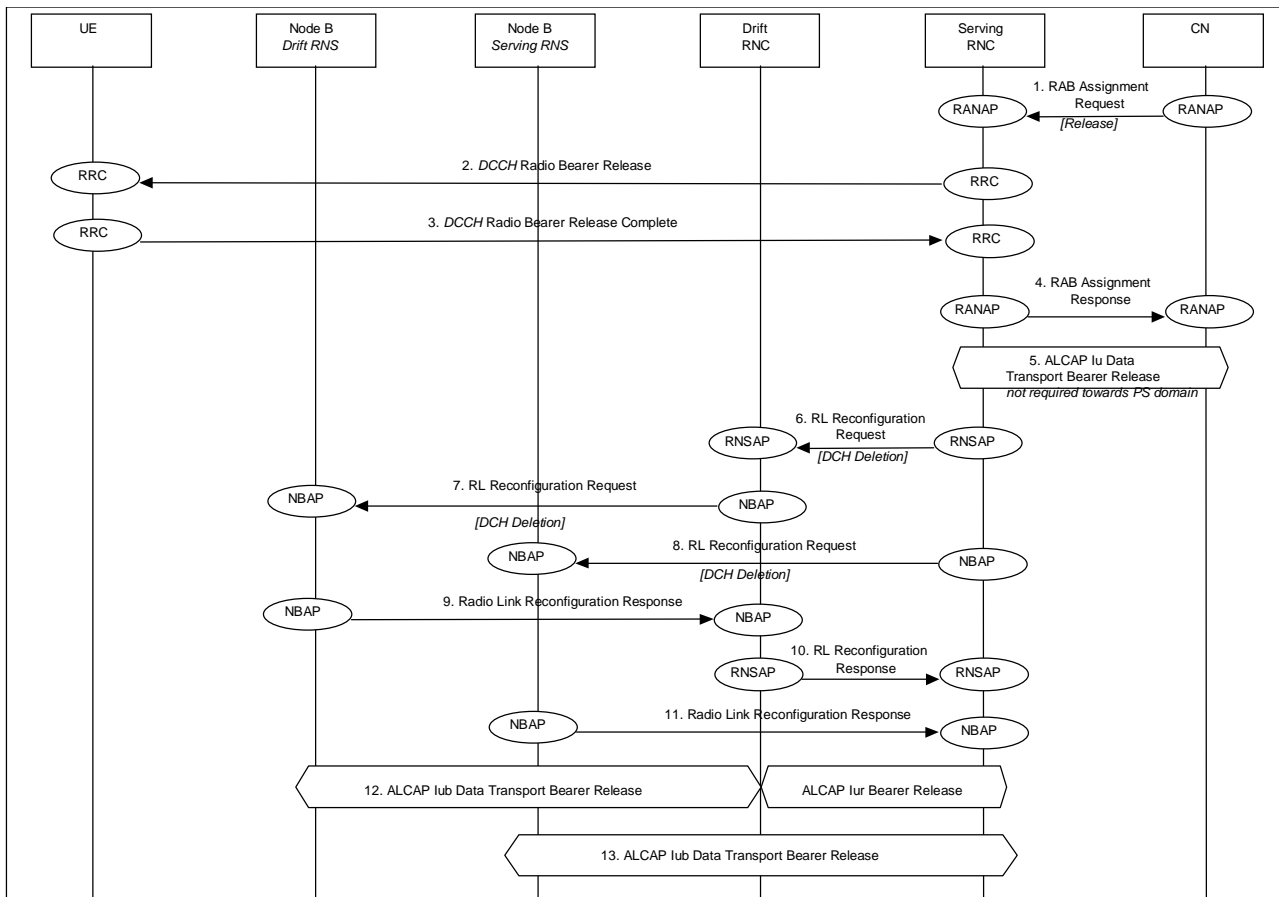 UE
Node B
Drift RNS
Node B
Serving RNS
Drift
RNC
Serving
RNC
CN
1. RAB Assignment
Request
[Release]
RANAP
RANAP
2. DCCH Radio Bearer Release
RRC
RRC
3. DCCH Radio Bearer Release Complete
RRC
RRC
4. RAB Assignment
Response
RANAP
RANAP
5. ALCAP Iu Data
Transport Bearer Release
not required towards PS domain
6. RL Reconfiguration
Request
[DCH Deletion]
RNSAP
RNSAP
7. RL Reconfiguration Request
[DCH Deletion]
NBAP
NBAP
8. RL Reconfiguration Request
[DCH Deletion]
NBAP
NBAP
9. Radio Link Reconfiguration Response
NBAP
NBAP
10. RL Reconfiguration
Response
RNSAP
RNSAP
11. Radio Link Reconfiguration Response
NBAP
NBAP
12. ALCAP Iub Data Transport Bearer Release
ALCAP Iur Bearer Release
13. ALCAP Iub Data Transport Bearer Release